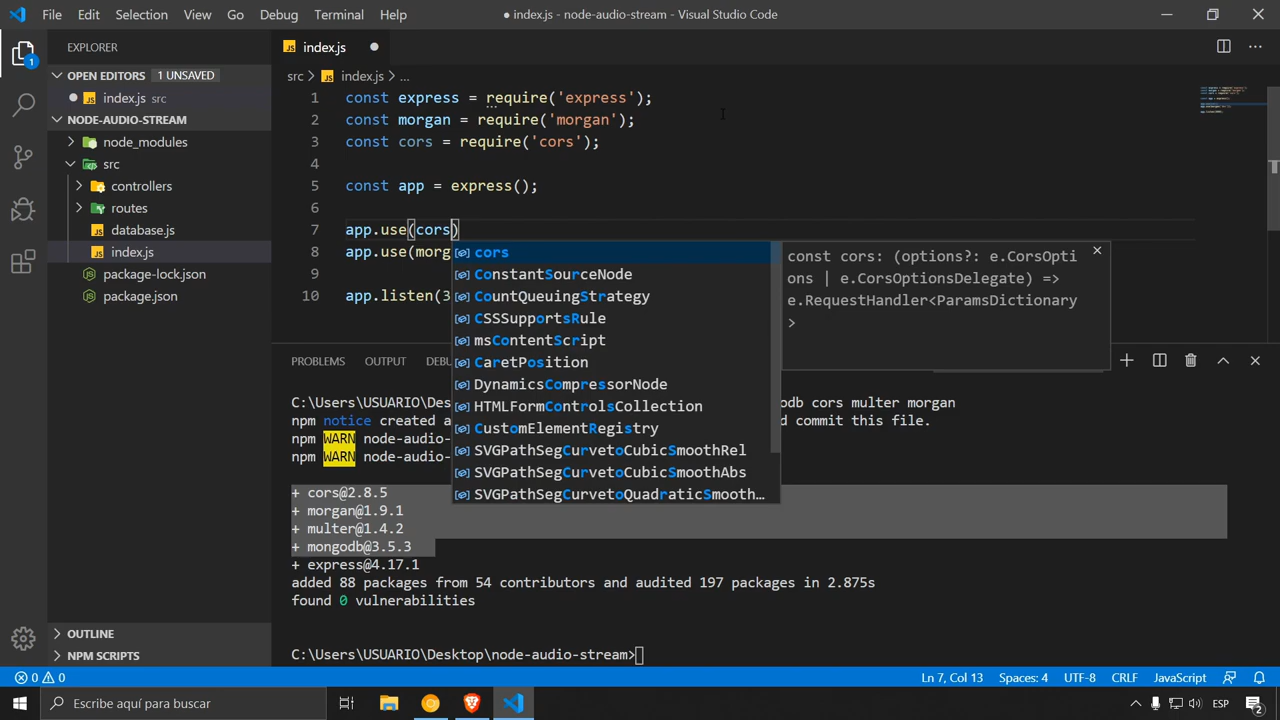 File Edit Selection View Go Debug Terminal Help
● index.js - node-audio-stream - Visual Studio Code
EXPLORER
OPEN EDITORS 1 UNSAVED
index.js src
NODE-AUDIO-STREAM
node_modules
src
controllers
routes
database.js
index.js
package-lock.json
package.json
OUTLINE
NPM SCRIPTS
JS index.js
src > JS index.js > ...
1 const express = require('express');
2 const morgan = require('morgan');
3 const cors = require('cors');
4
5 const app = express();
6
7 app.use(cors)
8 app.use(morg
9
10 app.listen(3
cors
ConstantSourceNode
CountQueuingStrategy
CSSSupportsRule
msContentScript
CaretPosition
DynamicsCompressorNode
HTMLFormControlsCollection
CustomElementRegistry
SVGPathSegCurvetoCubicSmoothRel
SVGPathSegCurvetoCubicSmoothAbs
SVGPathSegCurvetoQuadraticSmooth…
const cors: (options?: e.CorsOpti
ons | e.CorsOptionsDelegate) =>
e.RequestHandler<ParamsDictionary
>
PROBLEMS OUTPUT DEB
C:\Users\USUARIO\Des odb cors multer morgan
npm notice created a d commit this file.
npm WARN node-audio-
npm WARN node-audio-
+ cors@2.8.5
+ morgan@1.9.1
+ multer@1.4.2
+ mongodb@3.5.3
+ express@4.17.1
added 88 packages from 54 contributors and audited 197 packages in 2.875s
found 0 vulnerabilities
C:\Users\USUARIO\Desktop\node-audio-stream>
0 0 Ln 7, Col 13 Spaces: 4 UTF-8 CRLF JavaScript
Escribe aquí para buscar
ESP
2